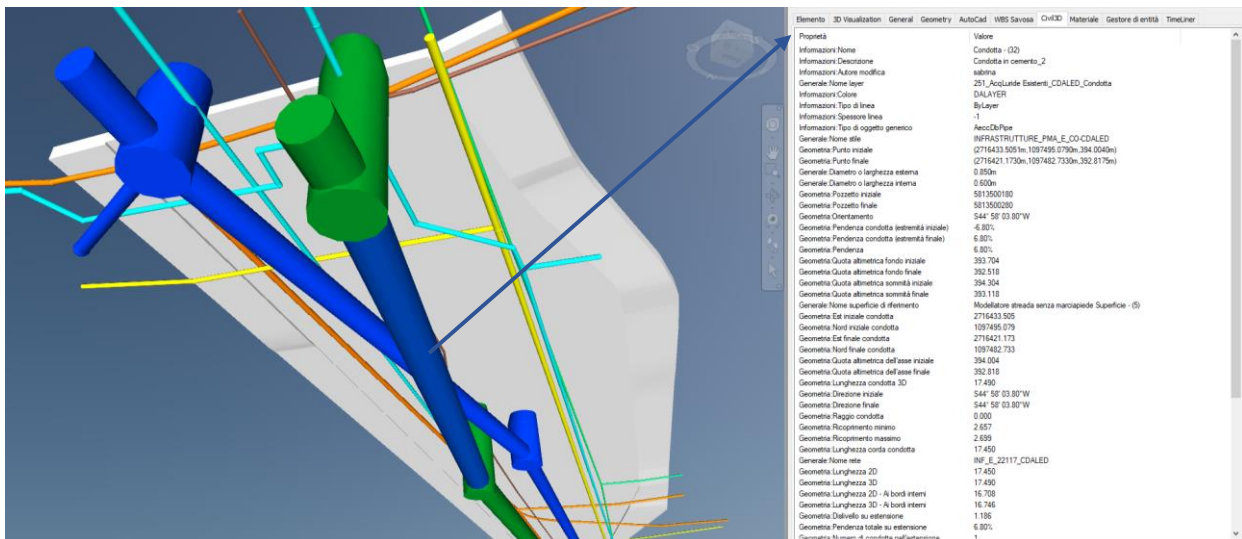 Elemento 3D Visualization General Geometry AutoCad WBS Savosa Civil3D Materiale Gestore di entità TimeLiner
Proprietà Valore
Informazioni:Nome Condotta - (32)
Informazioni:Descrizione Condotta in cemento_2
Informazioni:Autore modifica sabrina
Generale:Nome layer 251_AcqLuride Esistenti_CDALED_Condotta
Informazioni:Colore DALAYER
Informazioni:Tipo di linea ByLayer
Informazioni:Spessore linea -1
Informazioni:Tipo di oggetto generico AeccDbPipe
Generale:Nome stile INFRASTRUTTURE_PMA_E_CO-CDALED
Geometria:Punto iniziale (2716433.5051m,1097495.0790m,394.0040m)
Geometria:Punto finale (2716421.1730m,1097482.7330m,392.8175m)
Generale:Diametro o larghezza esterna 0.850m
Generale:Diametro o larghezza interna 0.600m
Geometria:Pozzetto iniziale 5813500180
Geometria:Pozzetto finale 5813500280
Geometria:Orientamento S44° 58' 03.80"W
Geometria:Pendenza condotta (estremità iniziale) -6.80%
Geometria:Pendenza condotta (estremità finale) 6.80%
Geometria:Pendenza 6.80%
Geometria:Quota altimetrica fondo iniziale 393.704
Geometria:Quota altimetrica fondo finale 392.518
Geometria:Quota altimetrica sommità iniziale 394.304
Geometria:Quota altimetrica sommità finale 393.118
Generale:Nome superficie di riferimento Modellatore streada senza marciapiede Superficie - (5)
Geometria:Est iniziale condotta 2716433.505
Geometria:Nord iniziale condotta 1097495.079
Geometria:Est finale condotta 2716421.173
Geometria:Nord finale condotta 1097482.733
Geometria:Quota altimetrica dell'asse iniziale 394.004
Geometria:Quota altimetrica dell'asse finale 392.818
Geometria:Lunghezza condotta 3D 17.490
Geometria:Direzione iniziale S44° 58' 03.80"W
Geometria:Direzione finale S44° 58' 03.80"W
Geometria:Raggio condotta 0.000
Geometria:Ricoprimento minimo 2.657
Geometria:Ricoprimento massimo 2.699
Geometria:Lunghezza corda condotta 17.450
Generale:Nome rete INF_E_22117_CDALED
Geometria:Lunghezza 2D 17.450
Geometria:Lunghezza 3D 17.490
Geometria:Lunghezza 2D - Ai bordi interni 16.708
Geometria:Lunghezza 3D - Ai bordi interni 16.746
Geometria:Dislivello su estensione 1.186
Geometria:Pendenza totale su estensione 6.80%
Geometria:Numero di condotte nell'estensione 1